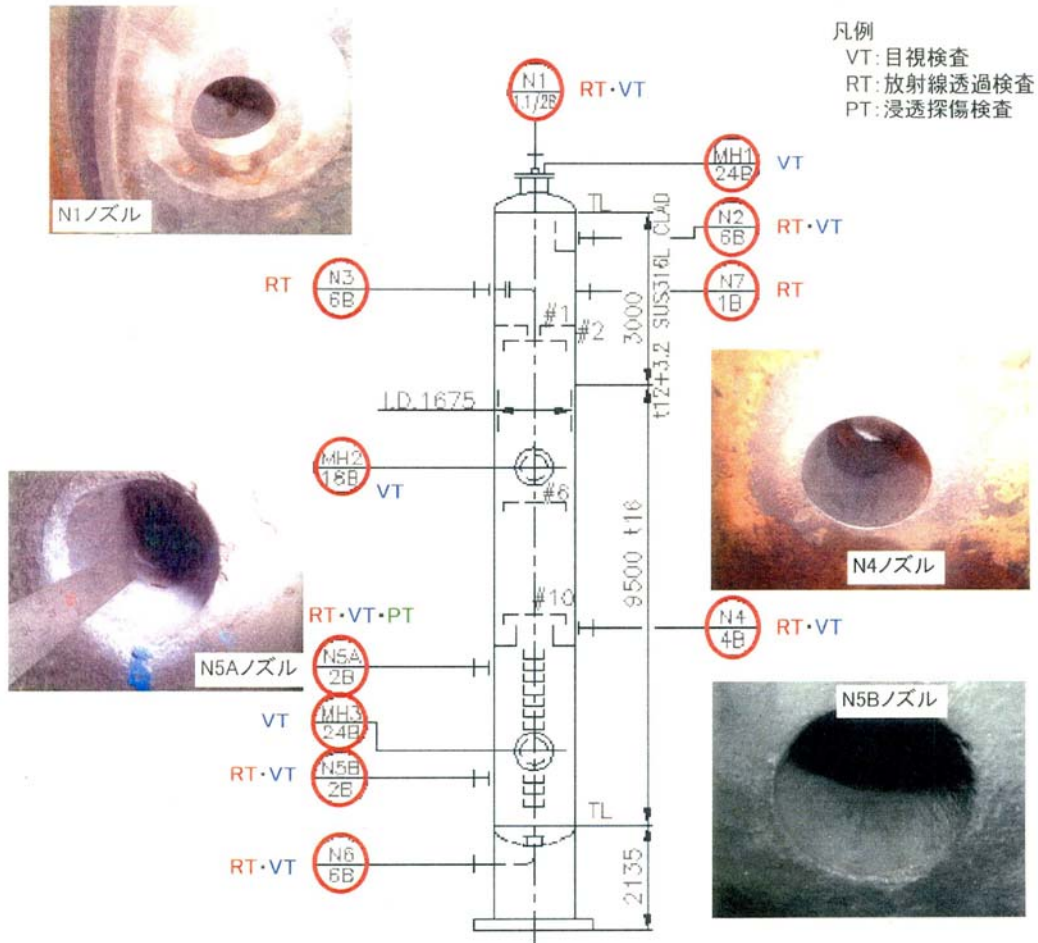 凡例
VT:目視検査
RT:放射線透過検査
PT:浸透探傷検査
N1
1.1/2B
RT・VT
N1ノズル
MH1
24B
VT
TL
N2
6B
RT・VT
RT
N3
6B
N7
1B
RT
#1
#2
3000
t12+3.2 SUS316L CLAD
I.D.1675
MH2
18B
VT
#6
9500 t16
N4ノズル
#10
RT・VT・PT
N4
4B
RT・VT
N5Aノズル
N5A
2B
VT
MH3
24B
N5Bノズル
RT・VT
N5B
2B
TL
RT・VT
N6
6B
2135